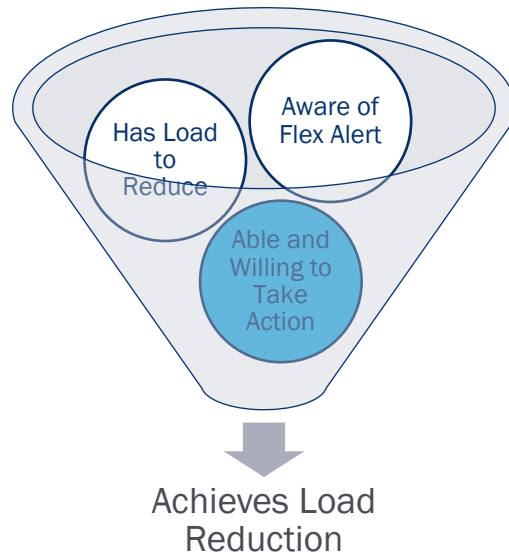 Aware of
Flex Alert
Has Load
to
Reduce
Able and
Willing to
Take
Action
Achieves Load
Reduction